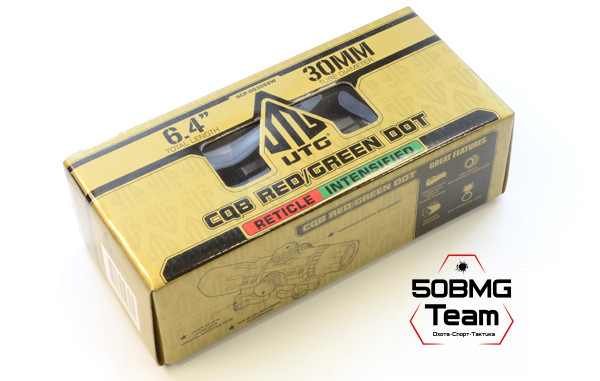 6.4"
TOTAL LENGTH
30MM
TUBE DIAMETER
UTG
UTG
CQB RED/GREEN DOT
RETICLE INTENSIFIED
GREAT FEATURES
CQB RED/GREEN DOT
50BMG
Team
Охота-Спорт-Тактика